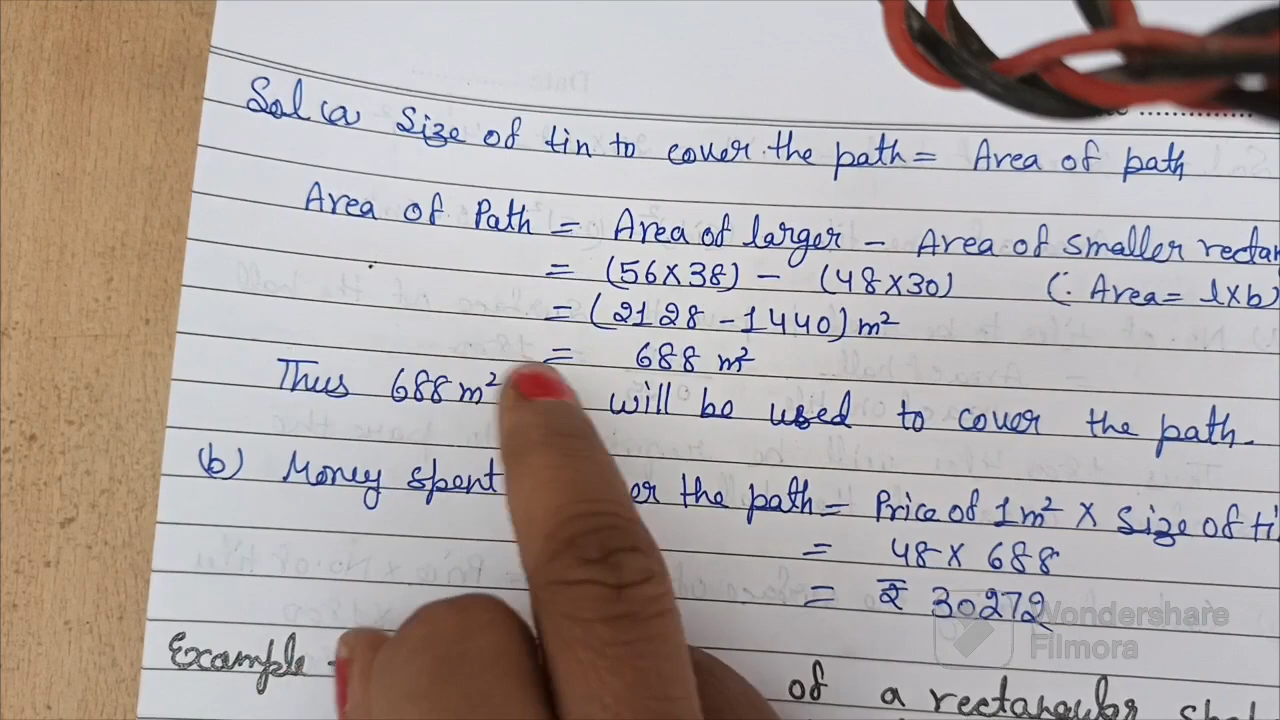 Sol (a Size of tin to cover the path = Area of path
Area of Path = Area of larger - Area of smaller rectan
= (56×38) - (48×30) (∵ Area = l×b)
= (2128 - 1440) m²
= 688 m²
Thus 688 m² will be used to cover the path.
(b) Money spent the path = Price of 1m² × Size of ti
= 48 × 688
= ₹ 30272
Wondershare
Filmora
Example - of a rectangular